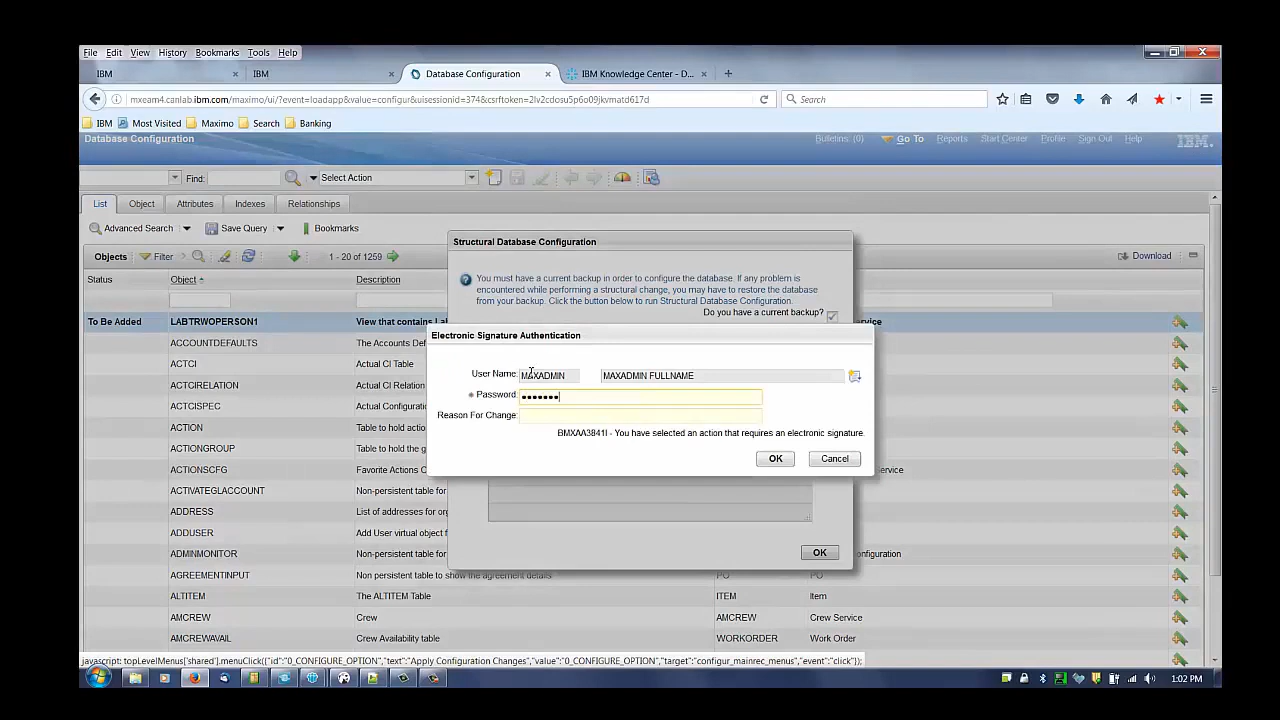 File Edit View History Bookmarks Tools Help
IBM × IBM × Database Configuration × IBM Knowledge Center - D... × +
mxeam4.canlab.ibm.com/maximo/ui/?event=loadapp&value=configur&uisessionid=374&csrftoken=2lv2cdosu5p6o09jkvmatd617d Search
IBM Most Visited Maximo Search Banking
Database Configuration Bulletins: (0) Go To Reports Start Center Profile Sign Out Help IBM.
Find: Select Action
List Object Attributes Indexes Relationships
Advanced Search Save Query Bookmarks
Structural Database Configuration
Objects Filter 1 - 20 of 1259 Download
Status Object Description
You must have a current backup in order to configure the database. If any problem is
encountered while performing a structural change, you may have to restore the database
from your backup. Click the button below to run Structural Database Configuration.
Do you have a current backup?
Electronic Signature Authentication
User Name: MAXADMIN MAXADMIN FULLNAME
Password: •••••••
Reason For Change:
BMXAA3841I - You have selected an action that requires an electronic signature.
OK Cancel
OK
To Be Added LABTRWOPERSON1 View that contains La
ACCOUNTDEFAULTS The Accounts Def
ACTCI Actual CI Table
ACTCIRELATION Actual CI Relation
ACTCISPEC Actual Configurat
ACTION Table to hold actio
ACTIONGROUP Table to hold the g
ACTIONSCFG Favorite Actions C
ACTIVATEGLACCOUNT Non-persistent table for
ADDRESS List of addresses for or
ADDUSER Add User virtual object f
ADMINMONITOR Non-persistent table for
AGREEMENTINPUT Non persistent table to show the agreement details PO PO
ALTITEM The ALTITEM Table ITEM Item
AMCREW Crew AMCREW Crew Service
AMCREWAVAIL Crew Availability table WORKORDER Work Order
javascript: topLevelMenus['shared'].menuClick({"id":"0_CONFIGURE_OPTION","text":"Apply Configuration Changes","value":"0_CONFIGURE_OPTION","target":"configur_mainrec_menus","event":"click"});
1:02 PM